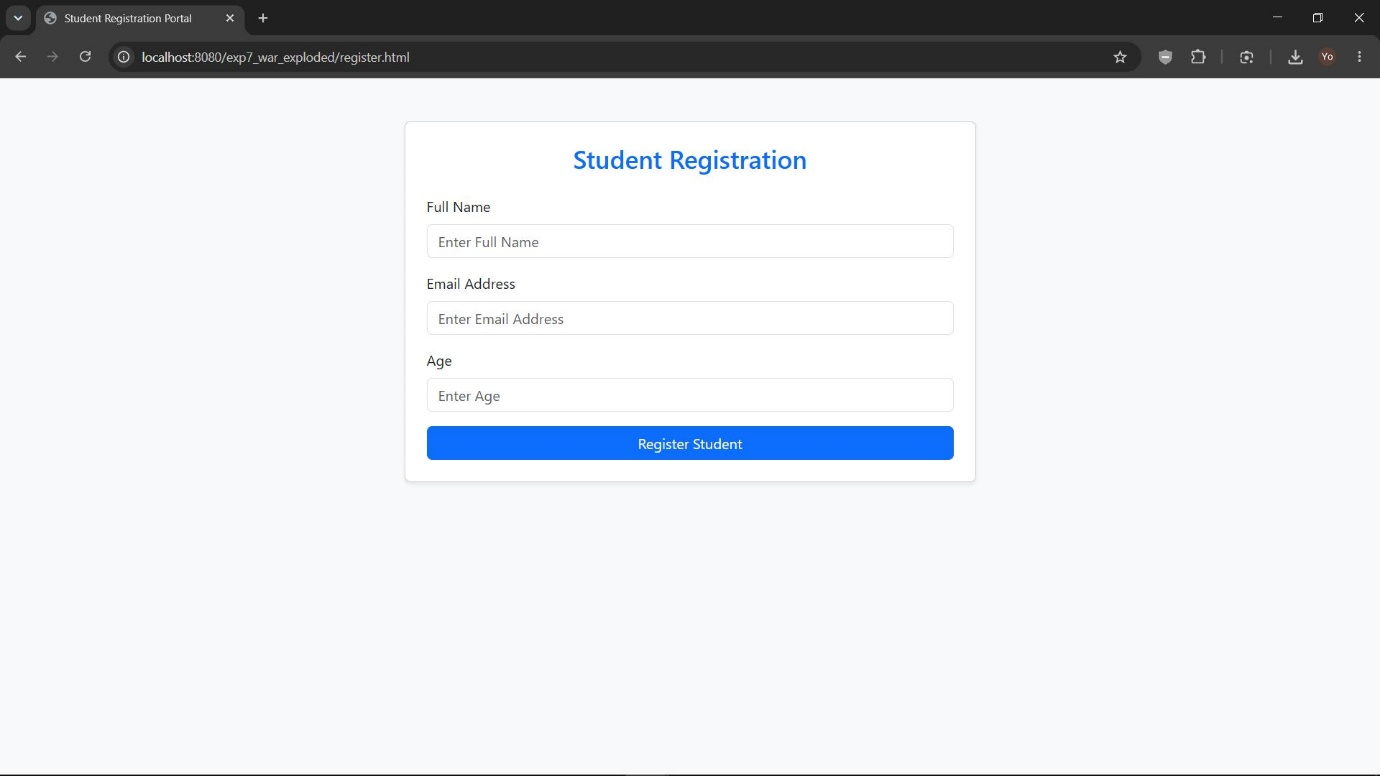 Student Registration Portal
localhost:8080/exp7_war_exploded/register.html
Yo
Student Registration
Full Name
Enter Full Name
Email Address
Enter Email Address
Age
Enter Age
Register Student